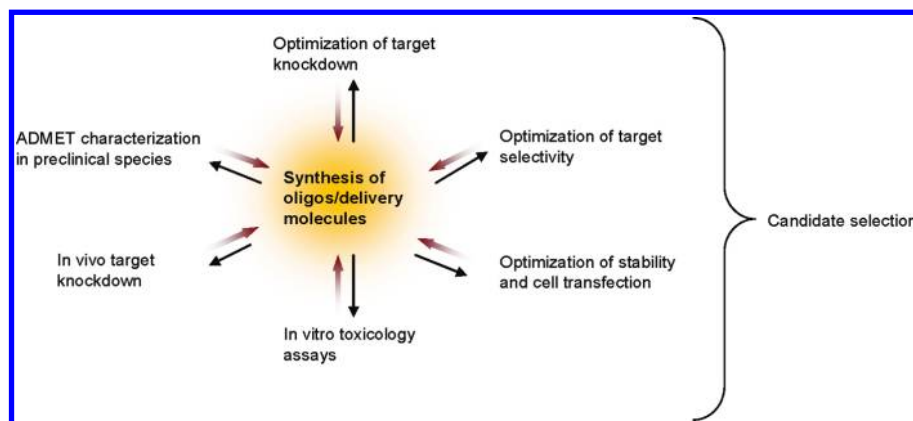 Optimization of target
knockdown
ADMET characterization
in preclinical species
Optimization of target
selectivity
Synthesis of
oligos/delivery
molecules
Candidate selection
In vivo target
knockdown
Optimization of stability
and cell transfection
In vitro toxicology
assays